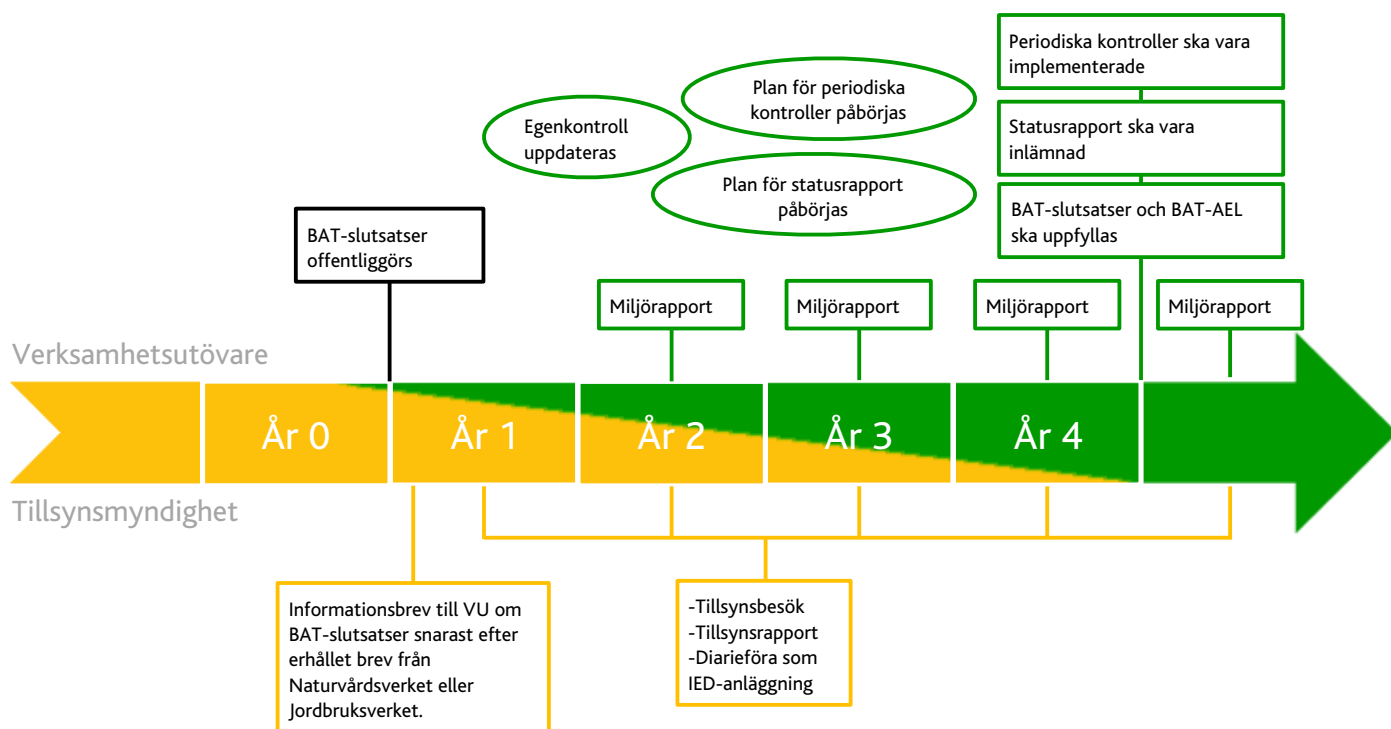 Periodiska kontroller ska vara
implementerade
Plan för periodiska
kontroller påbörjas
Egenkontroll
uppdateras
Statusrapport ska vara
inlämnad
Plan för statusrapport
påbörjas
BAT-slutsatser och BAT-AEL
ska uppfyllas
BAT-slutsatser
offentliggörs
Miljörapport
Miljörapport
Miljörapport
Miljörapport
Verksamhetsutövare
År 0
År 1
År 2
År 3
År 4
Tillsynsmyndighet
Informationsbrev till VU om
BAT-slutsatser snarast efter
erhållet brev från
Naturvårdsverket eller
Jordbruksverket.
-Tillsynsbesök
-Tillsynsrapport
-Diarieföra som
IED-anläggning